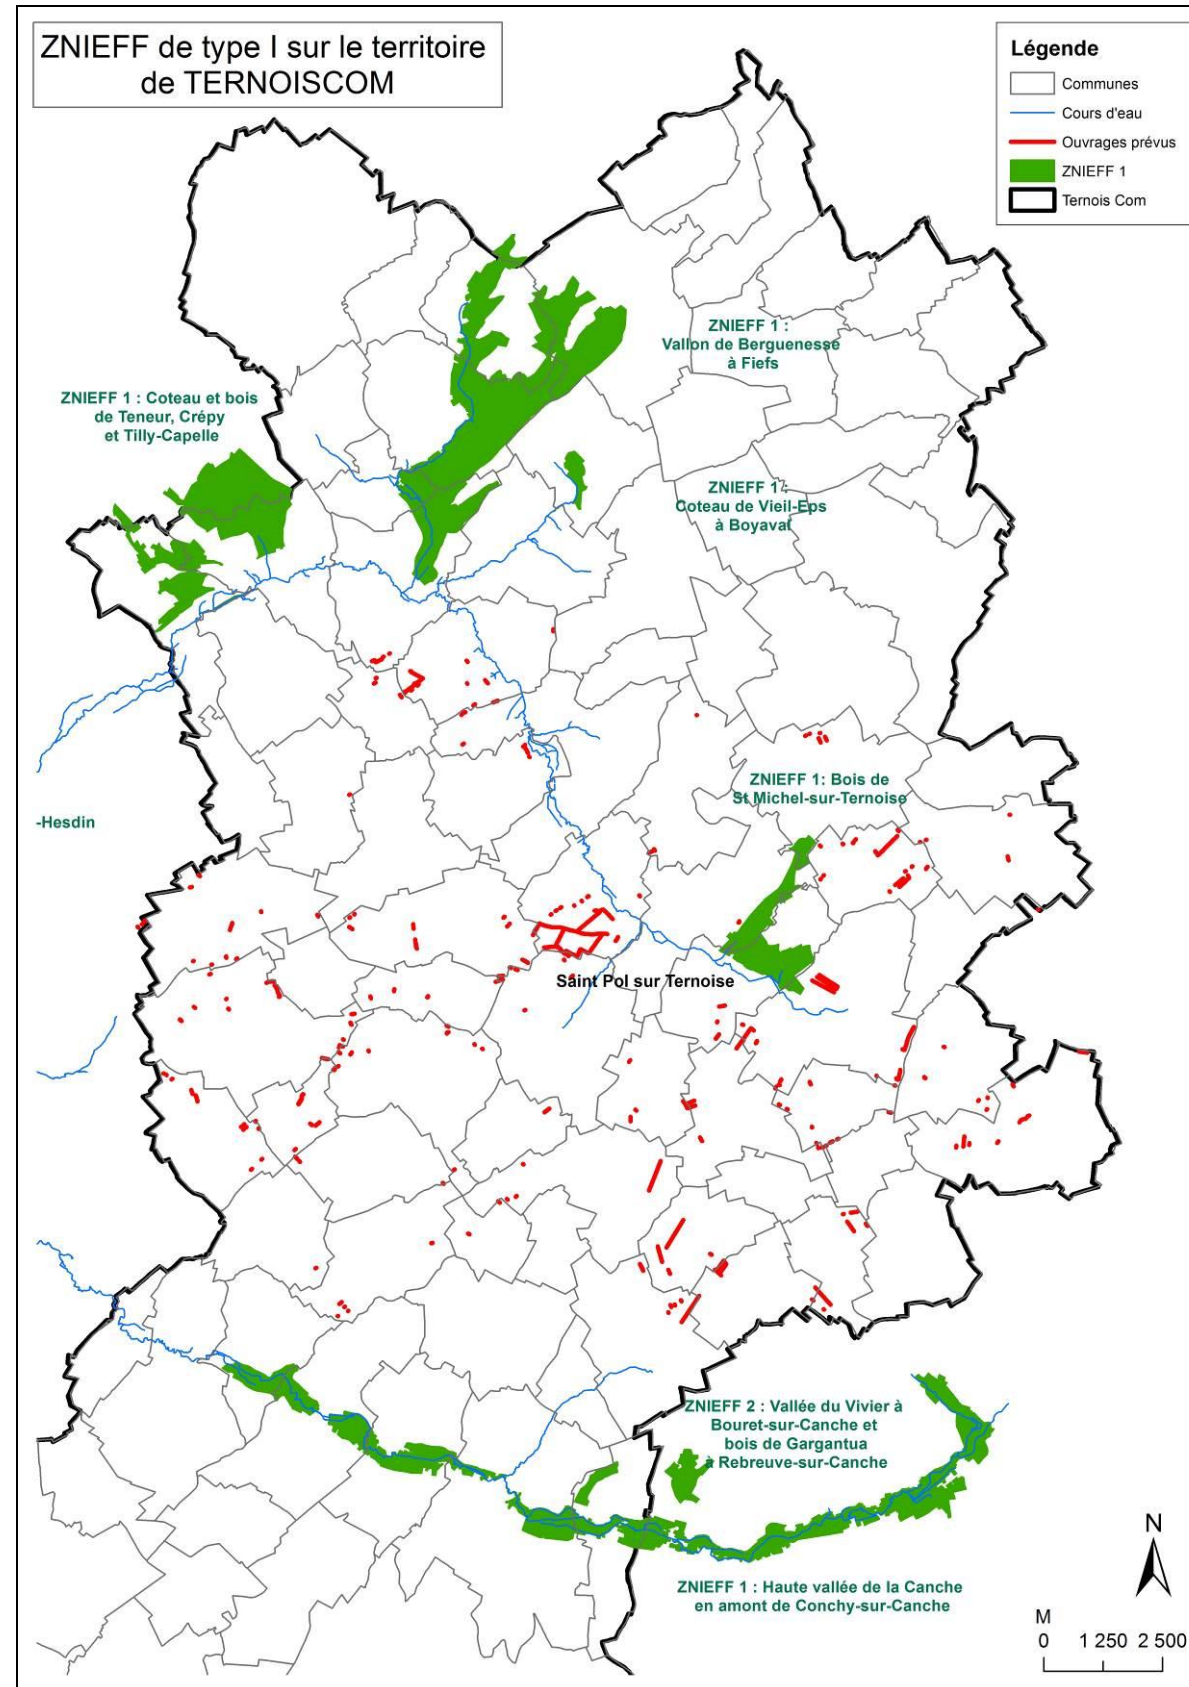 ZNIEFF de type I sur le territoire
de TERNOISCOM
Légende
Communes
Cours d'eau
Ouvrages prévus
ZNIEFF 1
Ternois Com
ZNIEFF 1 :
Vallon de Berguenesse
à Fiefs
ZNIEFF 1 : Coteau et bois
de Teneur, Crépy
et Tilly-Capelle
ZNIEFF 1 :
Coteau de Vieil-Eps
à Boyaval
ZNIEFF 1: Bois de
St Michel-sur-Ternoise
-Hesdin
Saint Pol sur Ternoise
ZNIEFF 2 : Vallée du Vivier à
Bouret-sur-Canche et
bois de Gargantua
à Rebreuve-sur-Canche
ZNIEFF 1 : Haute vallée de la Canche
en amont de Conchy-sur-Canche
N
M
0 1 250 2 500